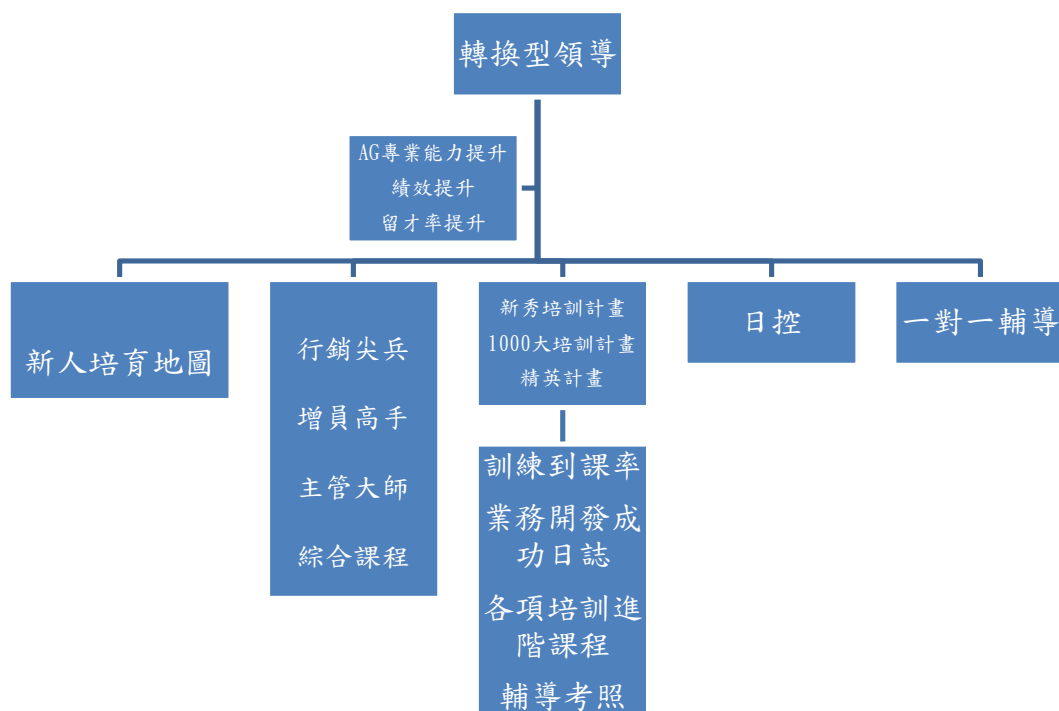 轉換型領導
AG專業能力提升
績效提升
留才率提升
新人培育地圖
行銷尖兵
增員高手
主管大師
綜合課程
新秀培訓計畫
1000大培訓計畫
精英計畫
訓練到課率
業務開發成
功日誌
各項培訓進
階課程
輔導考照
日控
一對一輔導